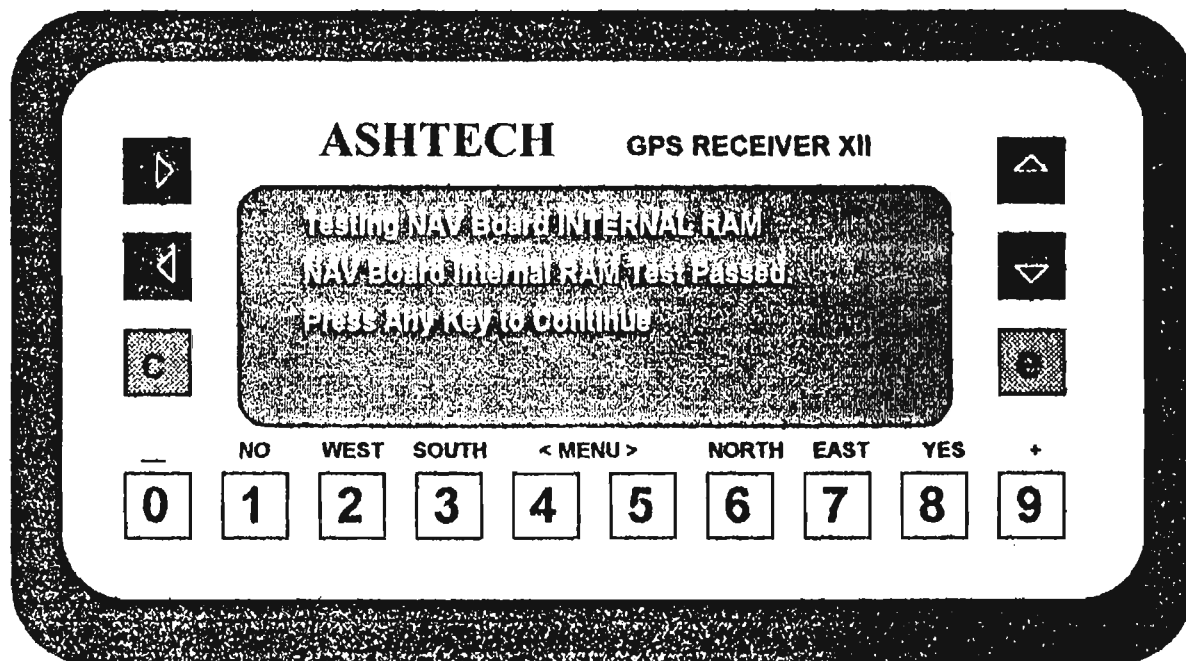 ASHTECH GPS RECEIVER XII
Testing NAV Board INTERNAL RAM
NAV Board Internal RAM Test Passed
Press Any Key to Continue
C e
_ NO WEST SOUTH < MENU > NORTH EAST YES +
0 1 2 3 4 5 6 7 8 9